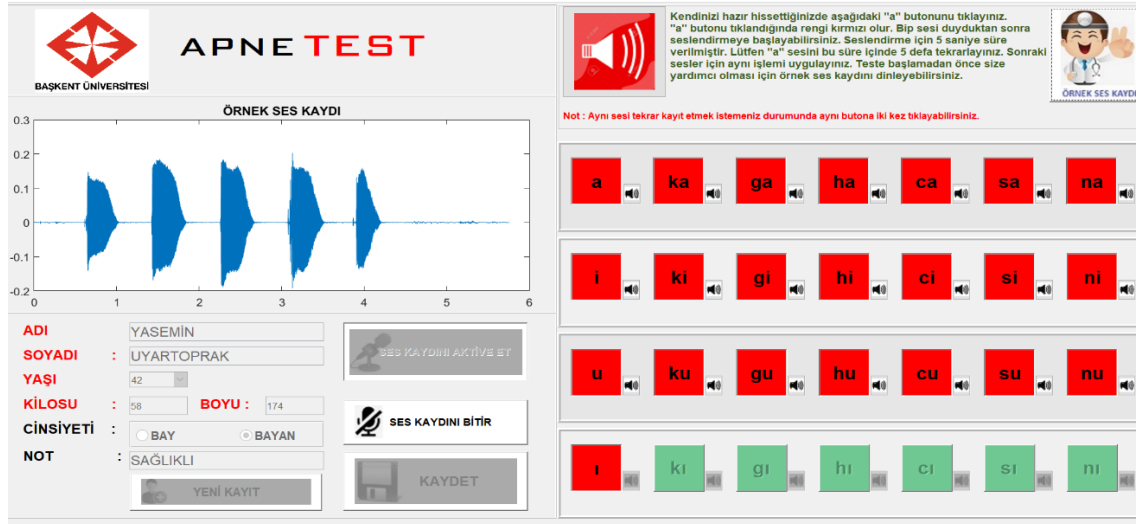 BAŞKENT ÜNİVERSİTESİ
APNE TEST
ÖRNEK SES KAYDI
0.3
0.2
0.1
0
-0.1
-0.2
0 1 2 3 4 5 6
ADI YASEMİN
SOYADI : UYARTOPRAK
YAŞI 42
KİLOSU : 58 BOYU : 174
CİNSİYETİ : BAY BAYAN
NOT : SAĞLIKLI
YENİ KAYIT
SES KAYDINI AKTİVE ET
SES KAYDINI BİTİR
KAYDET
Kendinizi hazır hissettiğinizde aşağıdaki "a" butonunu tıklayınız.
"a" butonu tıklandığında rengi kırmızı olur. Bip sesi duyduktan sonra
seslendirmeye başlayabilirsiniz. Seslendirme için 5 saniye süre
verilmiştir. Lütfen "a" sesini bu süre içinde 5 defa tekrarlayınız. Sonraki
sesler için aynı işlemi uygulayınız. Teste başlamadan önce size
yardımcı olması için örnek ses kaydını dinleyebilirsiniz.
ÖRNEK SES KAYDI
Not : Aynı sesi tekrar kayıt etmek istemeniz durumunda aynı butona iki kez tıklayabilirsiniz.
a ka ga ha ca sa na
i ki gi hi ci si ni
u ku gu hu cu su nu
ı kı gı hı cı sı nı